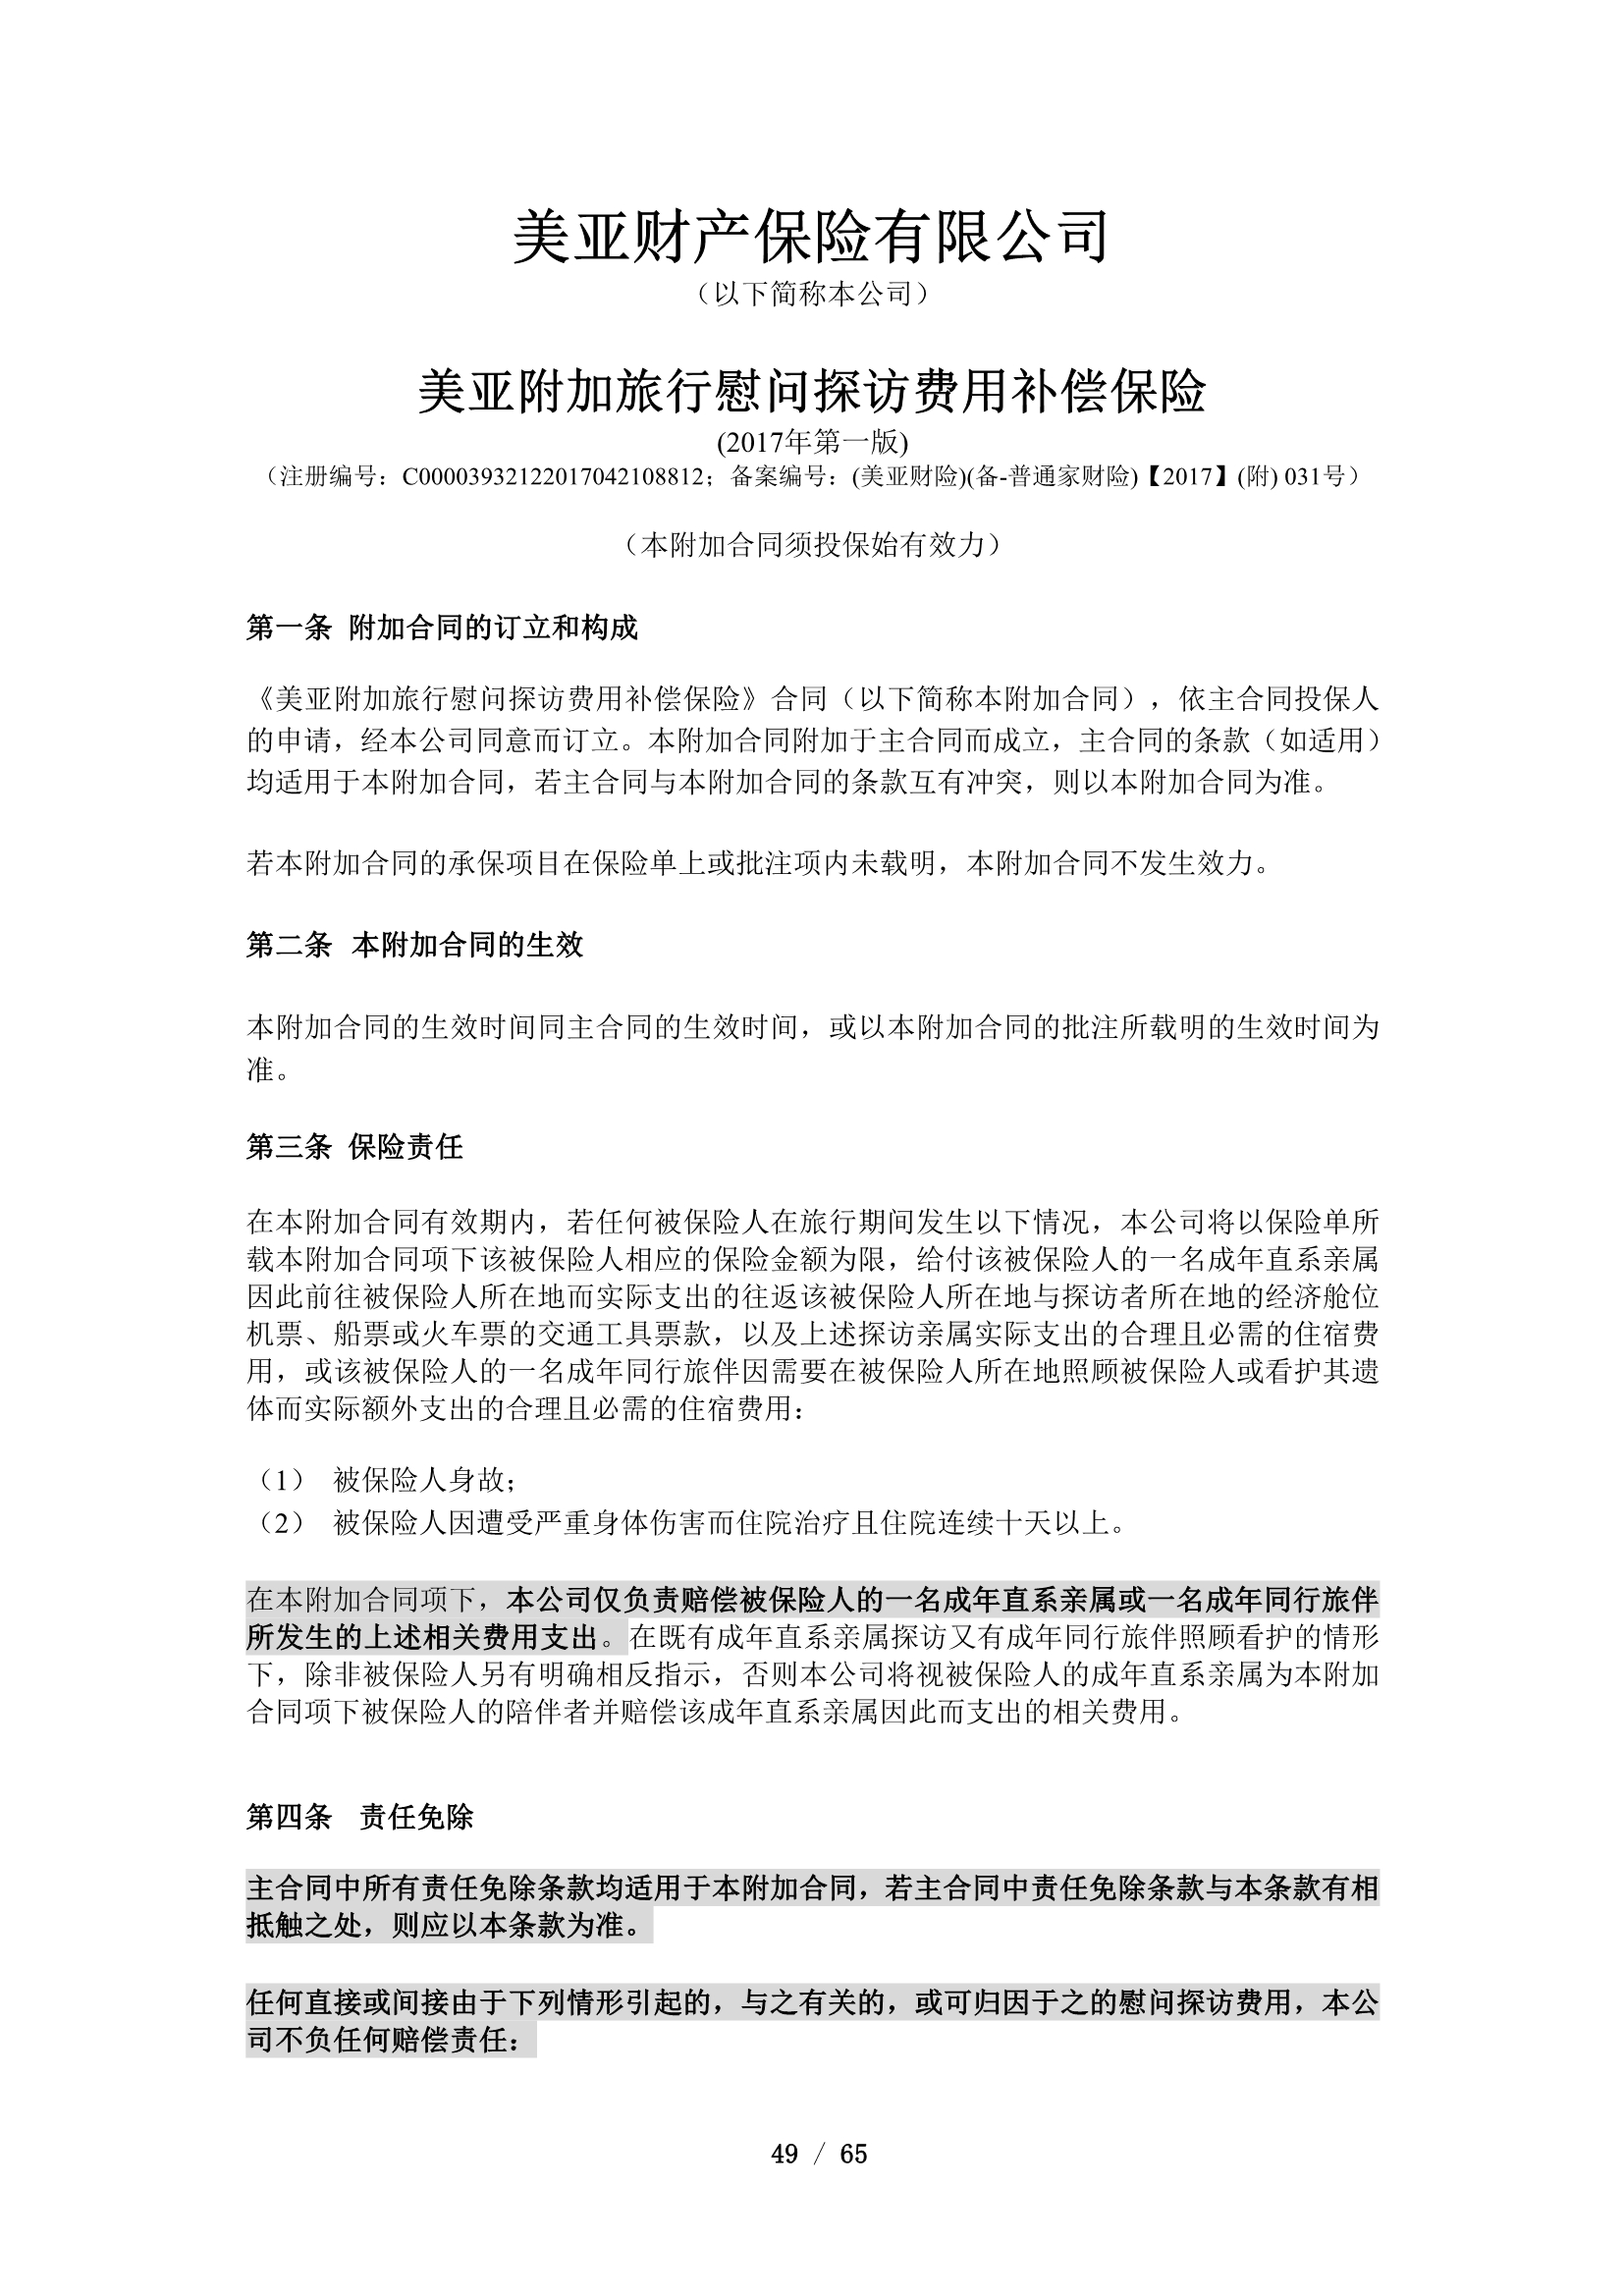 美亚财产保险有限公司
（以下简称本公司）
美亚附加旅行慰问探访费用补偿保险
(2017年第一版)
（注册编号：C00003932122017042108812；备案编号：(美亚财险)(备-普通家财险)【2017】(附) 031号）
（本附加合同须投保始有效力）
第一条 附加合同的订立和构成
《美亚附加旅行慰问探访费用补偿保险》合同（以下简称本附加合同），依主合同投保人
的申请，经本公司同意而订立。本附加合同附加于主合同而成立，主合同的条款（如适用）
均适用于本附加合同，若主合同与本附加合同的条款互有冲突，则以本附加合同为准。
若本附加合同的承保项目在保险单上或批注项内未载明，本附加合同不发生效力。
第二条 本附加合同的生效
本附加合同的生效时间同主合同的生效时间，或以本附加合同的批注所载明的生效时间为
准。
第三条 保险责任
在本附加合同有效期内，若任何被保险人在旅行期间发生以下情况，本公司将以保险单所
载本附加合同项下该被保险人相应的保险金额为限，给付该被保险人的一名成年直系亲属
因此前往被保险人所在地而实际支出的往返该被保险人所在地与探访者所在地的经济舱位
机票、船票或火车票的交通工具票款，以及上述探访亲属实际支出的合理且必需的住宿费
用，或该被保险人的一名成年同行旅伴因需要在被保险人所在地照顾被保险人或看护其遗
体而实际额外支出的合理且必需的住宿费用：
（1） 被保险人身故；
（2） 被保险人因遭受严重身体伤害而住院治疗且住院连续十天以上。
在本附加合同项下，本公司仅负责赔偿被保险人的一名成年直系亲属或一名成年同行旅伴
所发生的上述相关费用支出。在既有成年直系亲属探访又有成年同行旅伴照顾看护的情形
下，除非被保险人另有明确相反指示，否则本公司将视被保险人的成年直系亲属为本附加
合同项下被保险人的陪伴者并赔偿该成年直系亲属因此而支出的相关费用。
第四条 责任免除
主合同中所有责任免除条款均适用于本附加合同，若主合同中责任免除条款与本条款有相
抵触之处，则应以本条款为准。
任何直接或间接由于下列情形引起的，与之有关的，或可归因于之的慰问探访费用，本公
司不负任何赔偿责任：
49 / 65